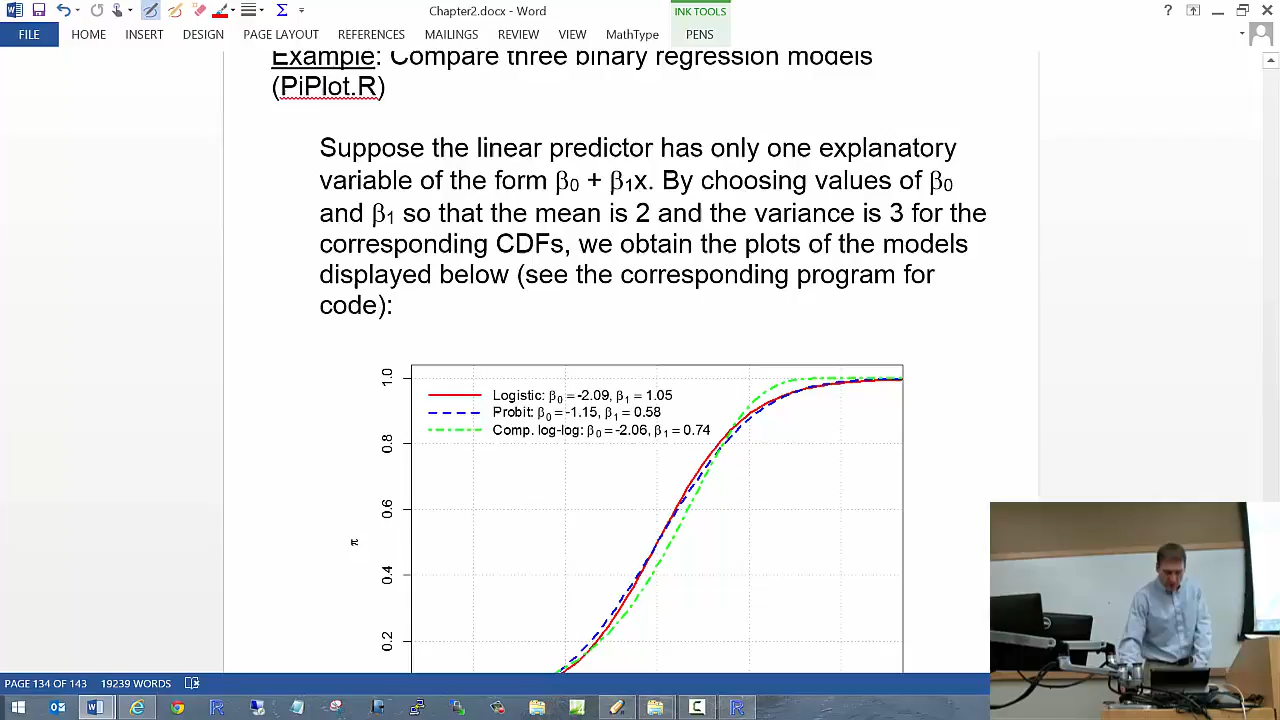 Chapter2.docx - Word
INK TOOLS
FILE HOME INSERT DESIGN PAGE LAYOUT REFERENCES MAILINGS REVIEW VIEW MathType PENS
Example: Compare three binary regression models
(PiPlot.R)
Suppose the linear predictor has only one explanatory
variable of the form β₀ + β₁x. By choosing values of β₀
and β₁ so that the mean is 2 and the variance is 3 for the
corresponding CDFs, we obtain the plots of the models
displayed below (see the corresponding program for
code):
1.0
Logistic: β₀ = -2.09, β₁ = 1.05
Probit: β₀ = -1.15, β₁ = 0.58
Comp. log-log: β₀ = -2.06, β₁ = 0.74
0.8
0.6
π
0.4
0.2
PAGE 134 OF 143 19239 WORDS